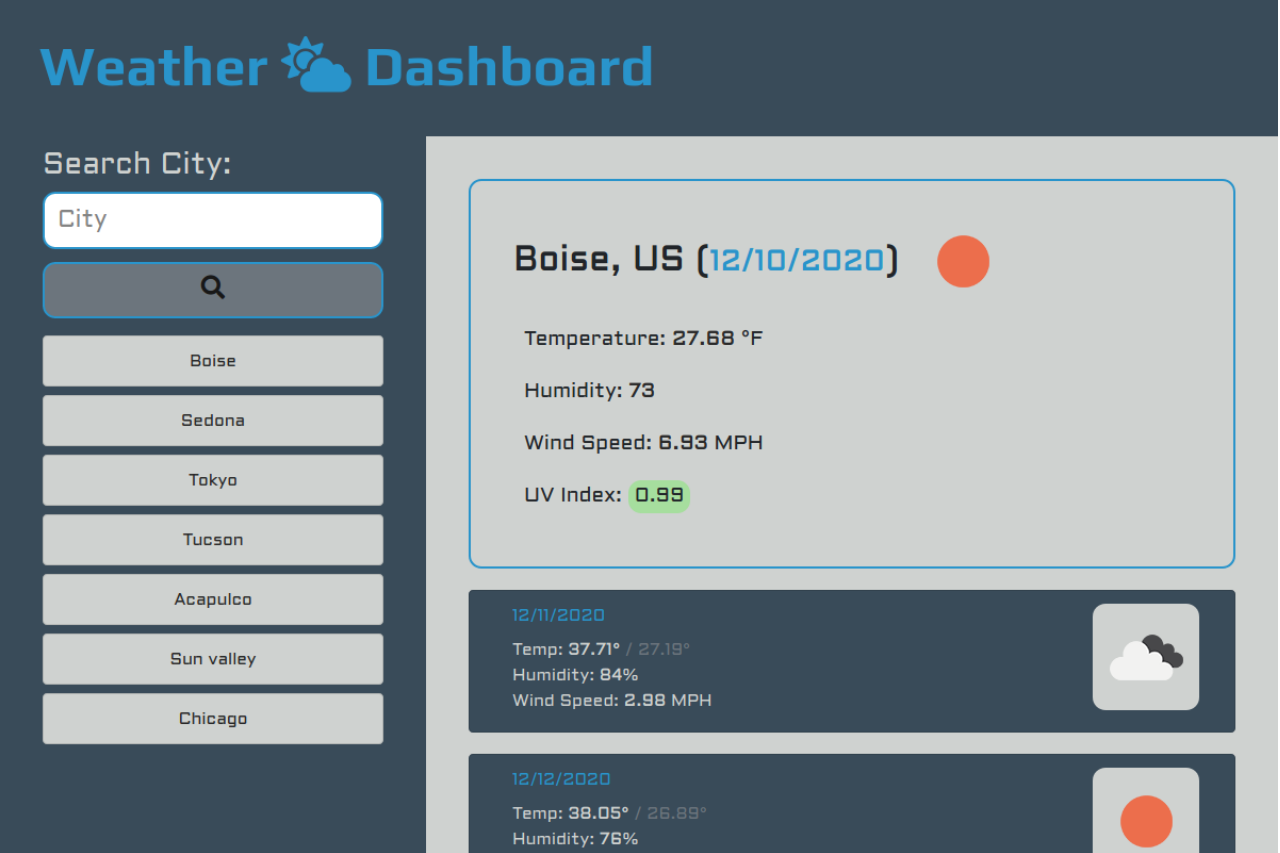 Weather Dashboard
Search City:
City
Boise
Sedona
Tokyo
Tucson
Acapulco
Sun valley
Chicago
Boise, US (12/10/2020)
Temperature: 27.68 °F
Humidity: 73
Wind Speed: 6.93 MPH
UV Index: 0.99
12/11/2020
Temp: 37.71° / 27.19°
Humidity: 84%
Wind Speed: 2.98 MPH
12/12/2020
Temp: 38.05° / 26.89°
Humidity: 76%